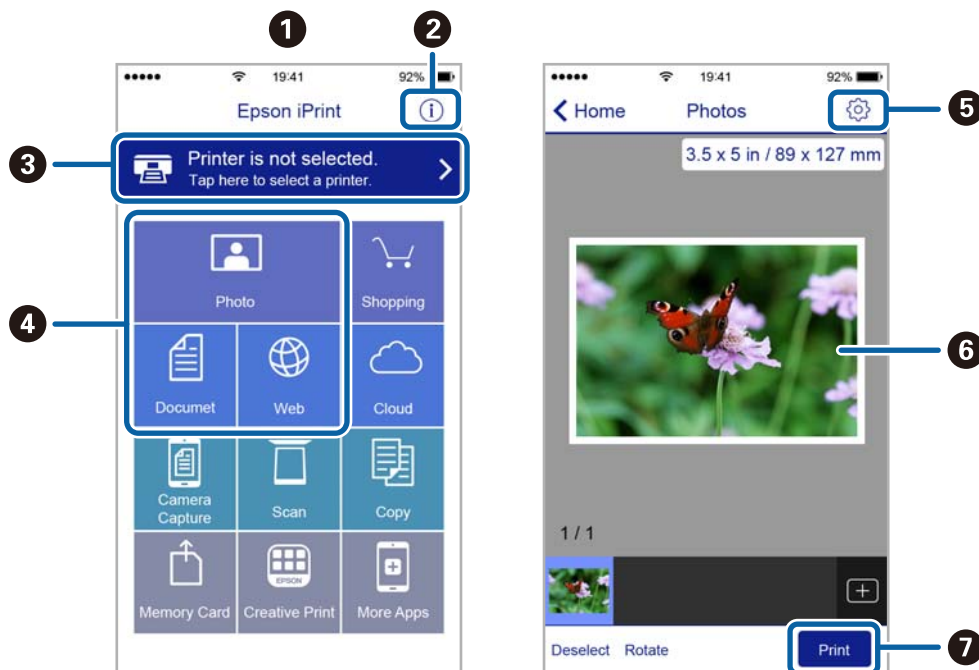 1
2
19:41
92%
Epson iPrint
i
3
Printer is not selected.
Tap here to select a printer.
4
Photo
Shopping
Documet
Web
Cloud
Camera
Capture
Scan
Copy
EPSON
Memory Card
Creative Print
More Apps
19:41
92%
Home
Photos
5
3.5 x 5 in / 89 x 127 mm
6
1 / 1
Deselect
Rotate
Print
7